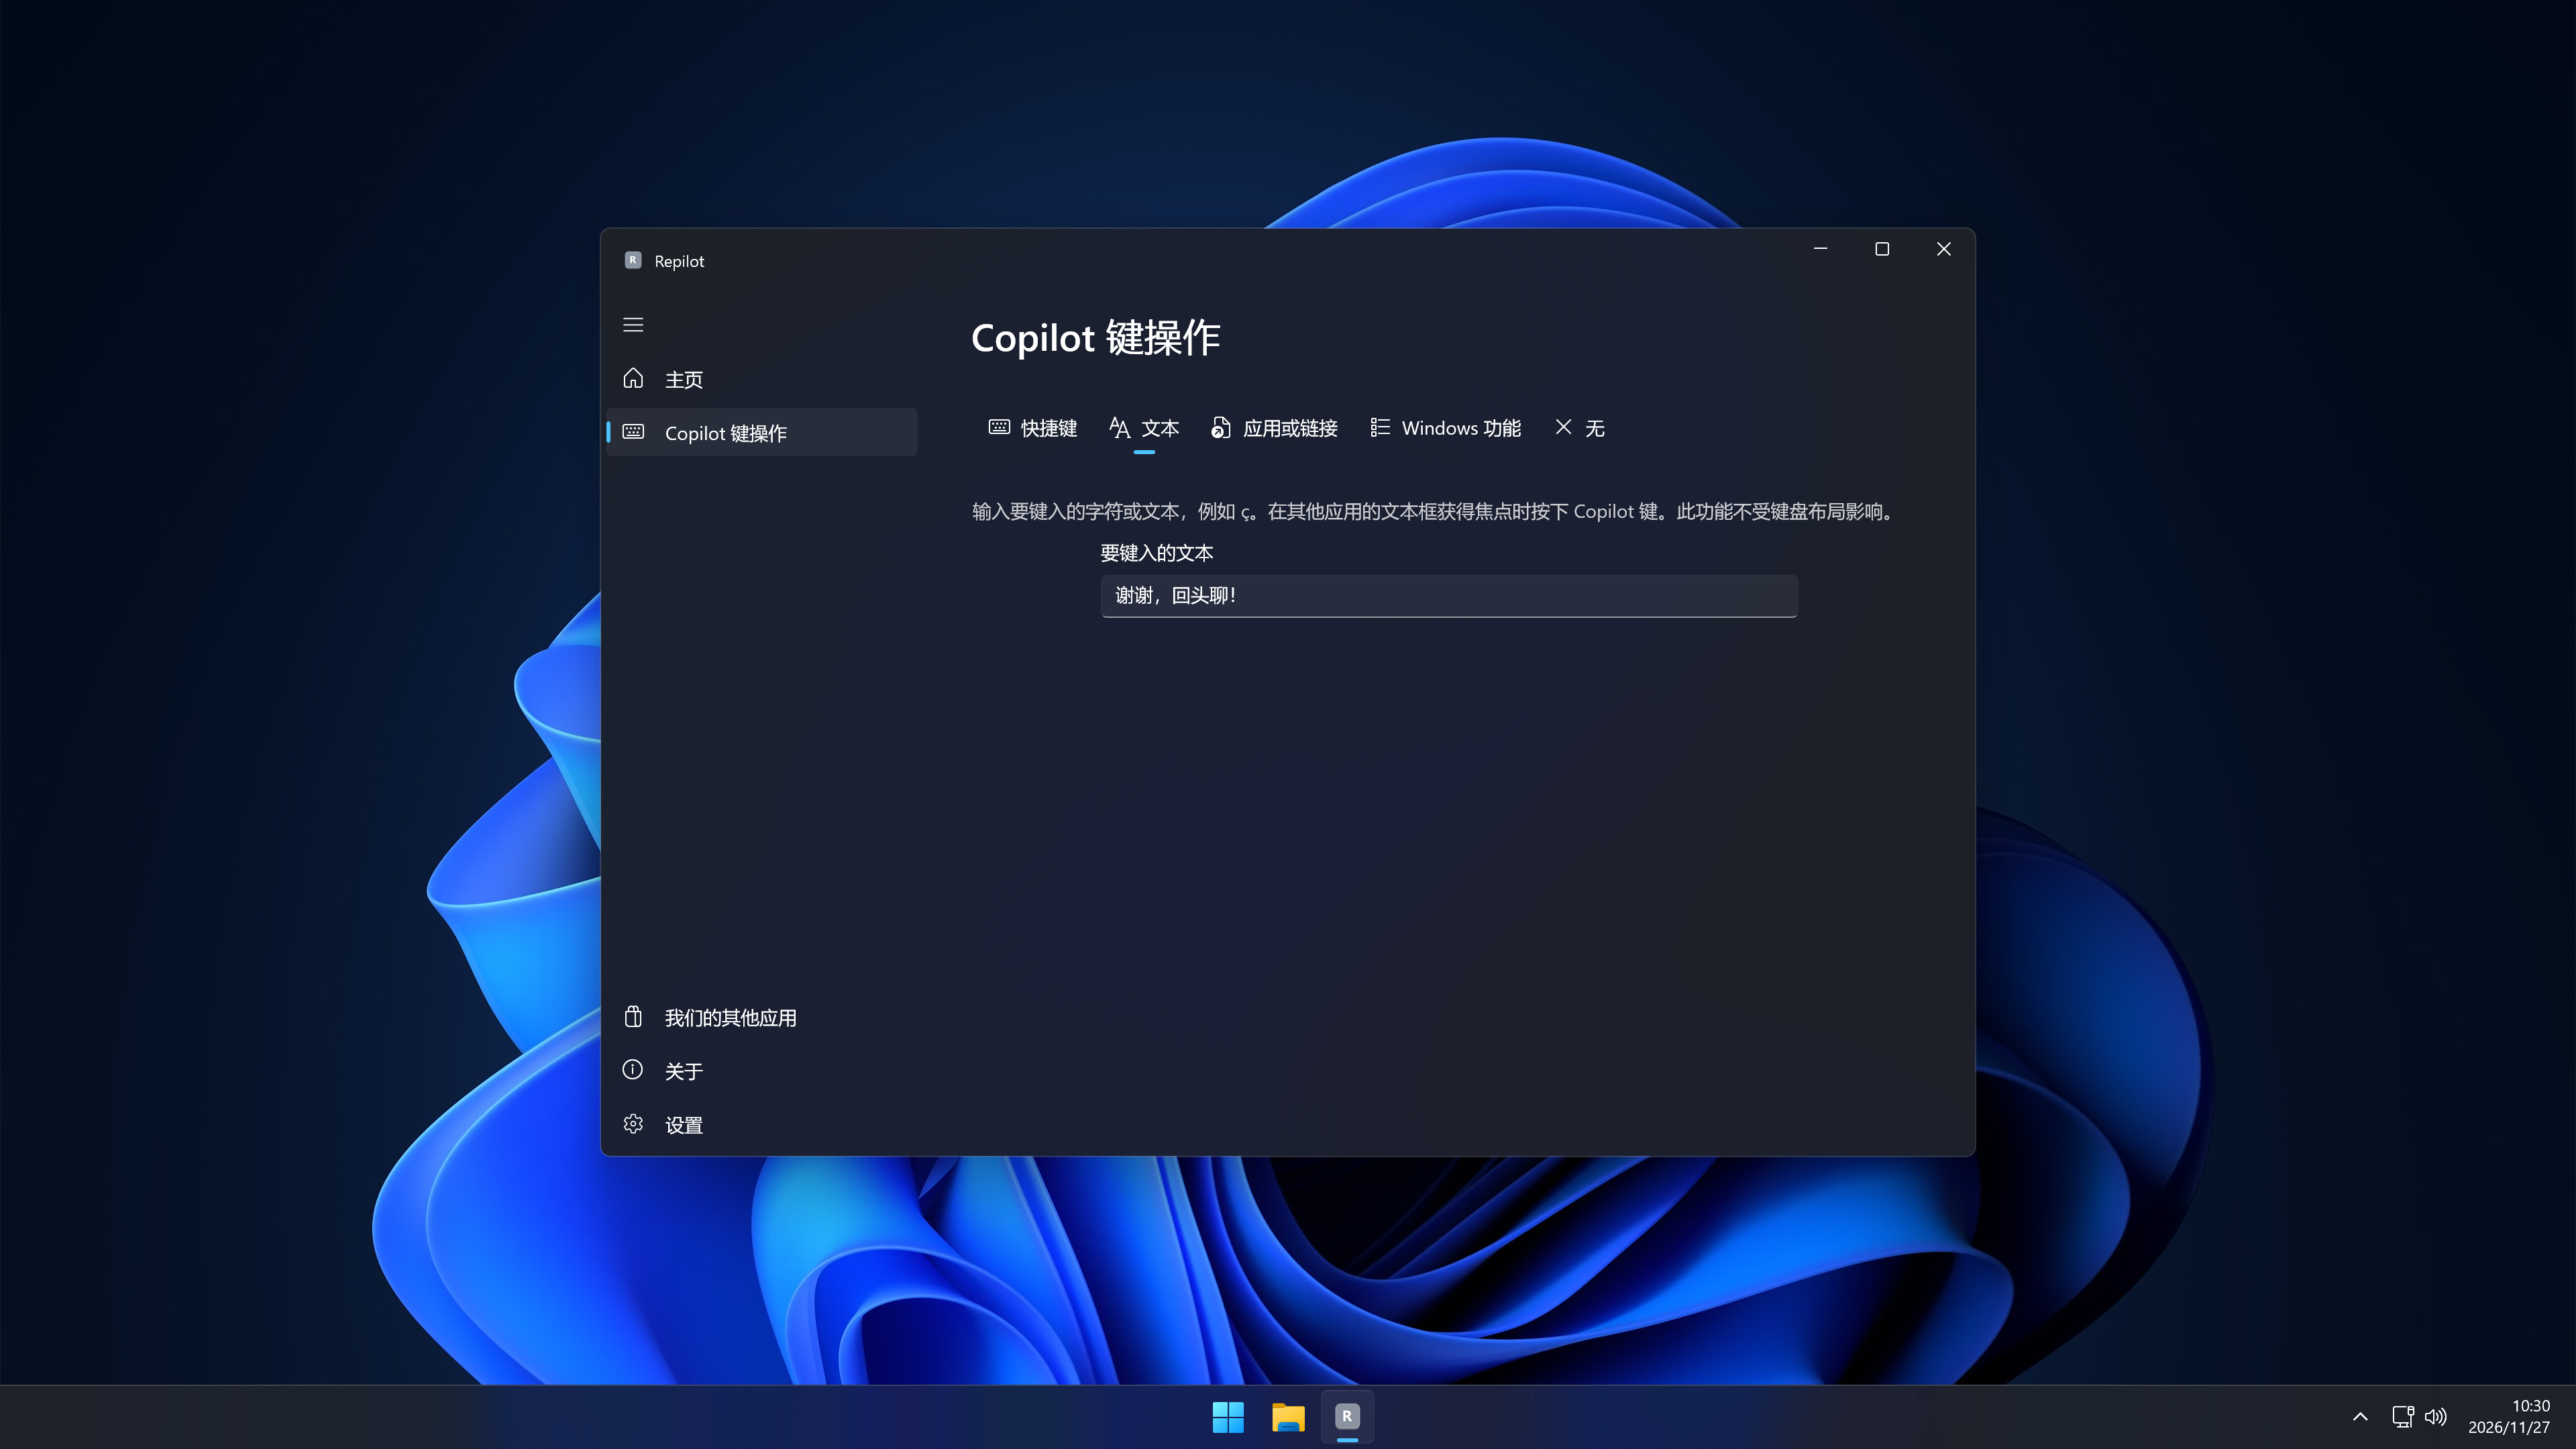 Repilot
Copilot 键操作
主页
Copilot 键操作
快捷键
文本
应用或链接
Windows 功能
无
输入要键入的字符或文本，例如 ç。在其他应用的文本框获得焦点时按下 Copilot 键。此功能不受键盘布局影响。
要键入的文本
谢谢，回头聊！
我们的其他应用
关于
设置
10:30
2026/11/27